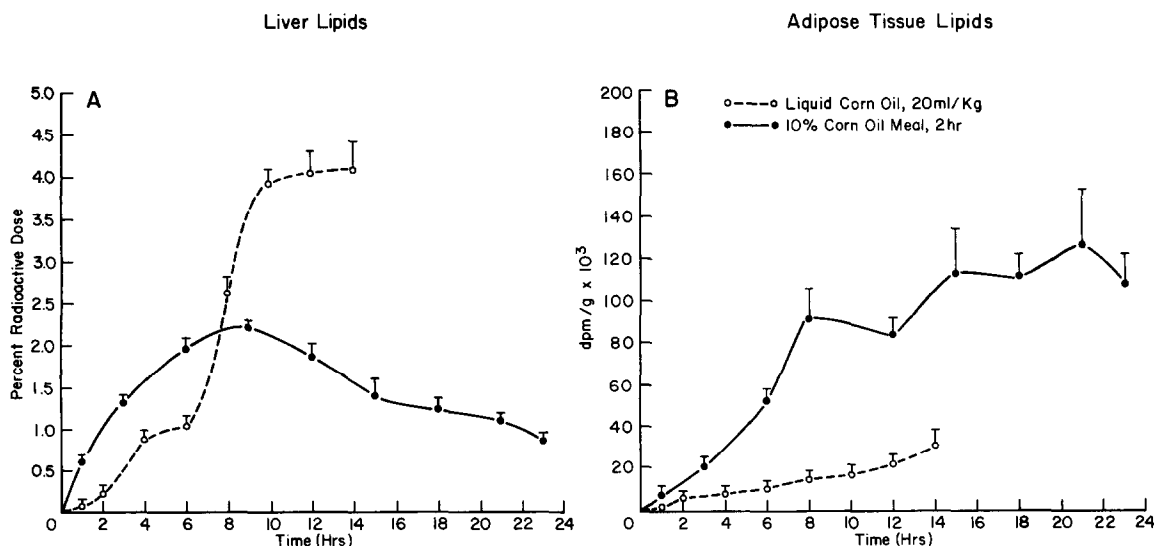 Liver Lipids
Adipose Tissue Lipids
A
5.0
4.5
4.0
3.5
3.0
2.5
2.0
1.5
1.0
0.5
Percent Radioactive Dose
0 2 4 6 8 10 12 14 16 18 20 22 24
Time (Hrs)
B
Liquid Corn Oil, 20ml/Kg
10% Corn Oil Meal, 2hr
200
180
160
140
120
100
80
60
40
20
0
dpm/g x 10³
2 4 6 8 10 12 14 16 18 20 22 23 24
Time (Hrs)